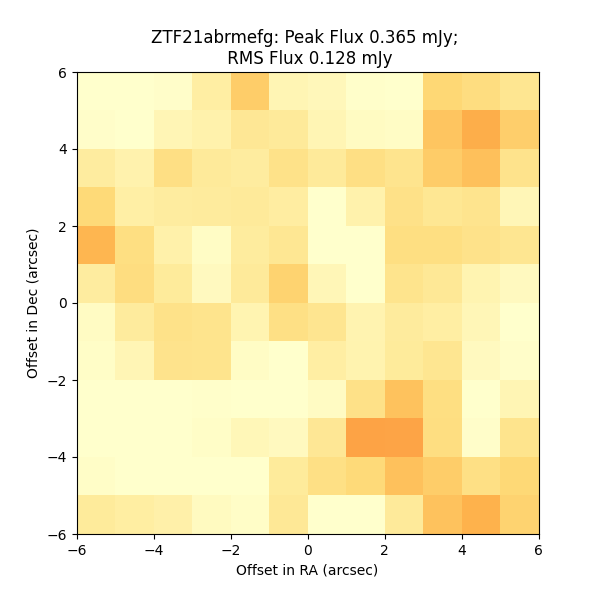 ZTF21abrmefg: Peak Flux 0.365 mJy;
RMS Flux 0.128 mJy
6
4
2
0
−2
−4
−6
Offset in Dec (arcsec)
−6 −4 −2 0 2 4 6
Offset in RA (arcsec)